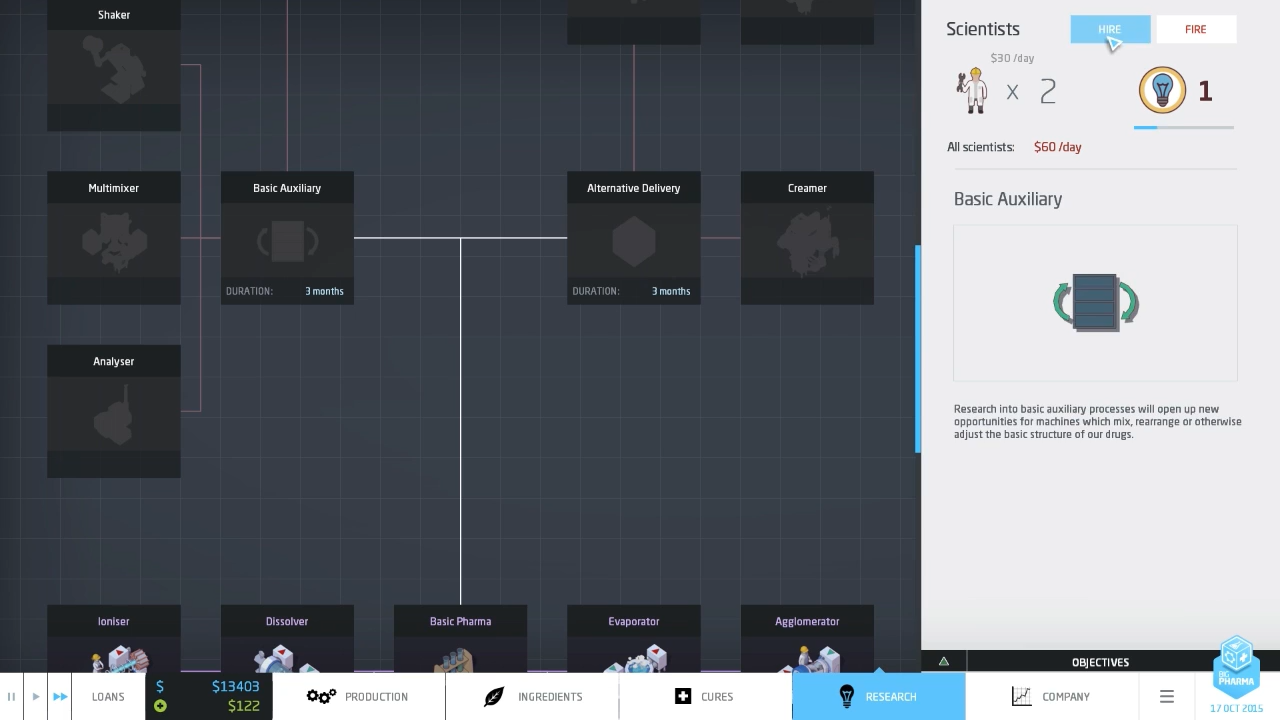 Shaker
Multimixer
Basic Auxiliary
DURATION: 3 months
Alternative Delivery
DURATION: 3 months
Creamer
Analyser
Ioniser
Dissolver
Basic Pharma
Evaporator
Agglomerator
Scientists
HIRE
FIRE
$30 /day
X 2
1
All scientists: $60 /day
Basic Auxiliary
Research into basic auxiliary processes will open up new
opportunities for machines which mix, rearrange or otherwise
adjust the basic structure of our drugs.
OBJECTIVES
LOANS
$ $13403
$122
PRODUCTION
INGREDIENTS
CURES
RESEARCH
COMPANY
BIG
PHARMA
17 OCT 2015